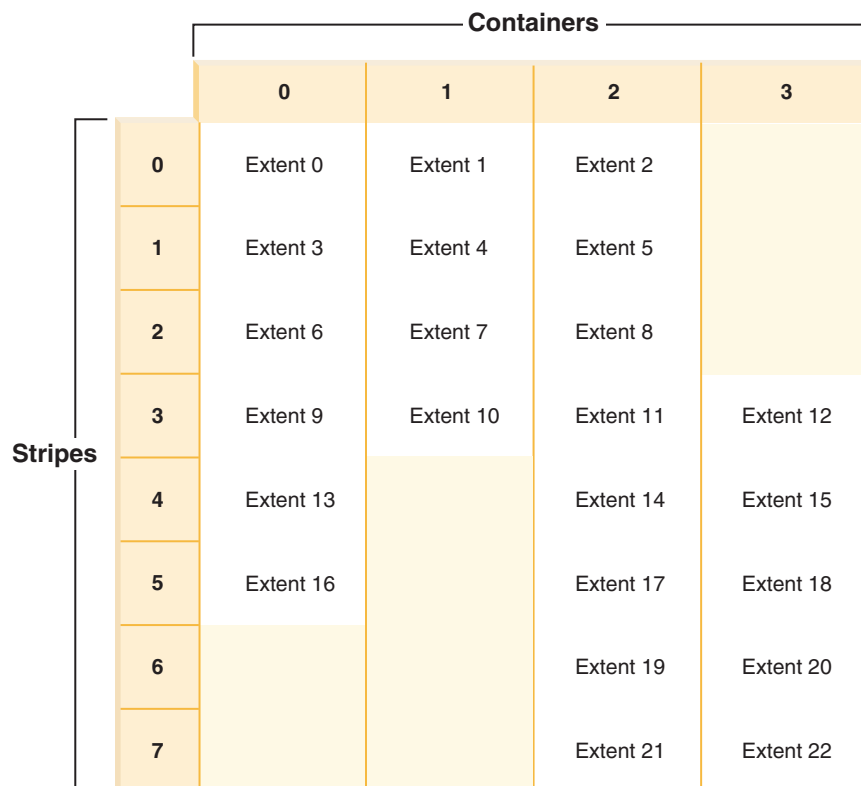 Containers
0 1 2 3
0 Extent 0 Extent 1 Extent 2
1 Extent 3 Extent 4 Extent 5
2 Extent 6 Extent 7 Extent 8
3 Extent 9 Extent 10 Extent 11 Extent 12
Stripes
4 Extent 13 Extent 14 Extent 15
5 Extent 16 Extent 17 Extent 18
6 Extent 19 Extent 20
7 Extent 21 Extent 22